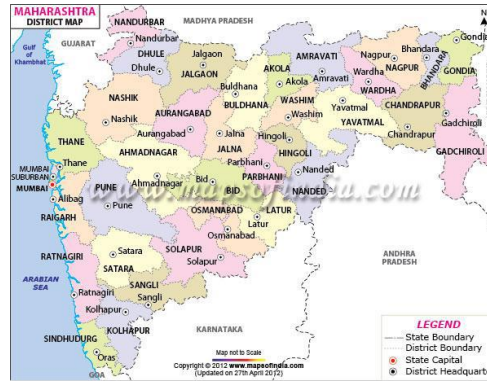 MAHARASHTRA
DISTRICT MAP
MADHYA PRADESH
N
Gulf
of
Khambhat
GUJARAT
NANDURBAR
Nandurbar
DHULE
Dhule
Jalgaon
JALGAON
Buldhana
BULDHANA
AKOLA
Akola
AMRAVATI
Amravati
Nagpur
NAGPUR
Wardha
WARDHA
Bhandara
BHANDARA
Gondia
GONDIA
NASHIK
Nashik
AURANGABAD
Aurangabad
Jalna
JALNA
WASHIM
Washim
Yavatmal
YAVATMAL
CHANDRAPUR
Chandrapur
Gadchiroli
GADCHIROLI
Hingoli
HINGOLI
THANE
Thane
AHMADNAGAR
Ahmadnagar
Parbhani
PARBHANI
Nanded
NANDED
MUMBAI
SUBURBAN
MUMBAI
Alibag
RAIGARH
PUNE
Pune
Bid
BID
www.mapsofindia.com
OSMANABAD
Osmanabad
LATUR
Latur
RATNAGIRI
Ratnagiri
Satara
SATARA
SOLAPUR
Solapur
ANDHRA
PRADESH
ARABIAN
SEA
SANGLI
Sangli
Kolhapur
KOLHAPUR
SINDHUDURG
Oras
GOA
KARNATAKA
Map not to Scale
Copyright © 2012 www.mapsofindia.com
(Updated on 27th April 2012)
LEGEND
State Boundary
District Boundary
State Capital
District Headquarte